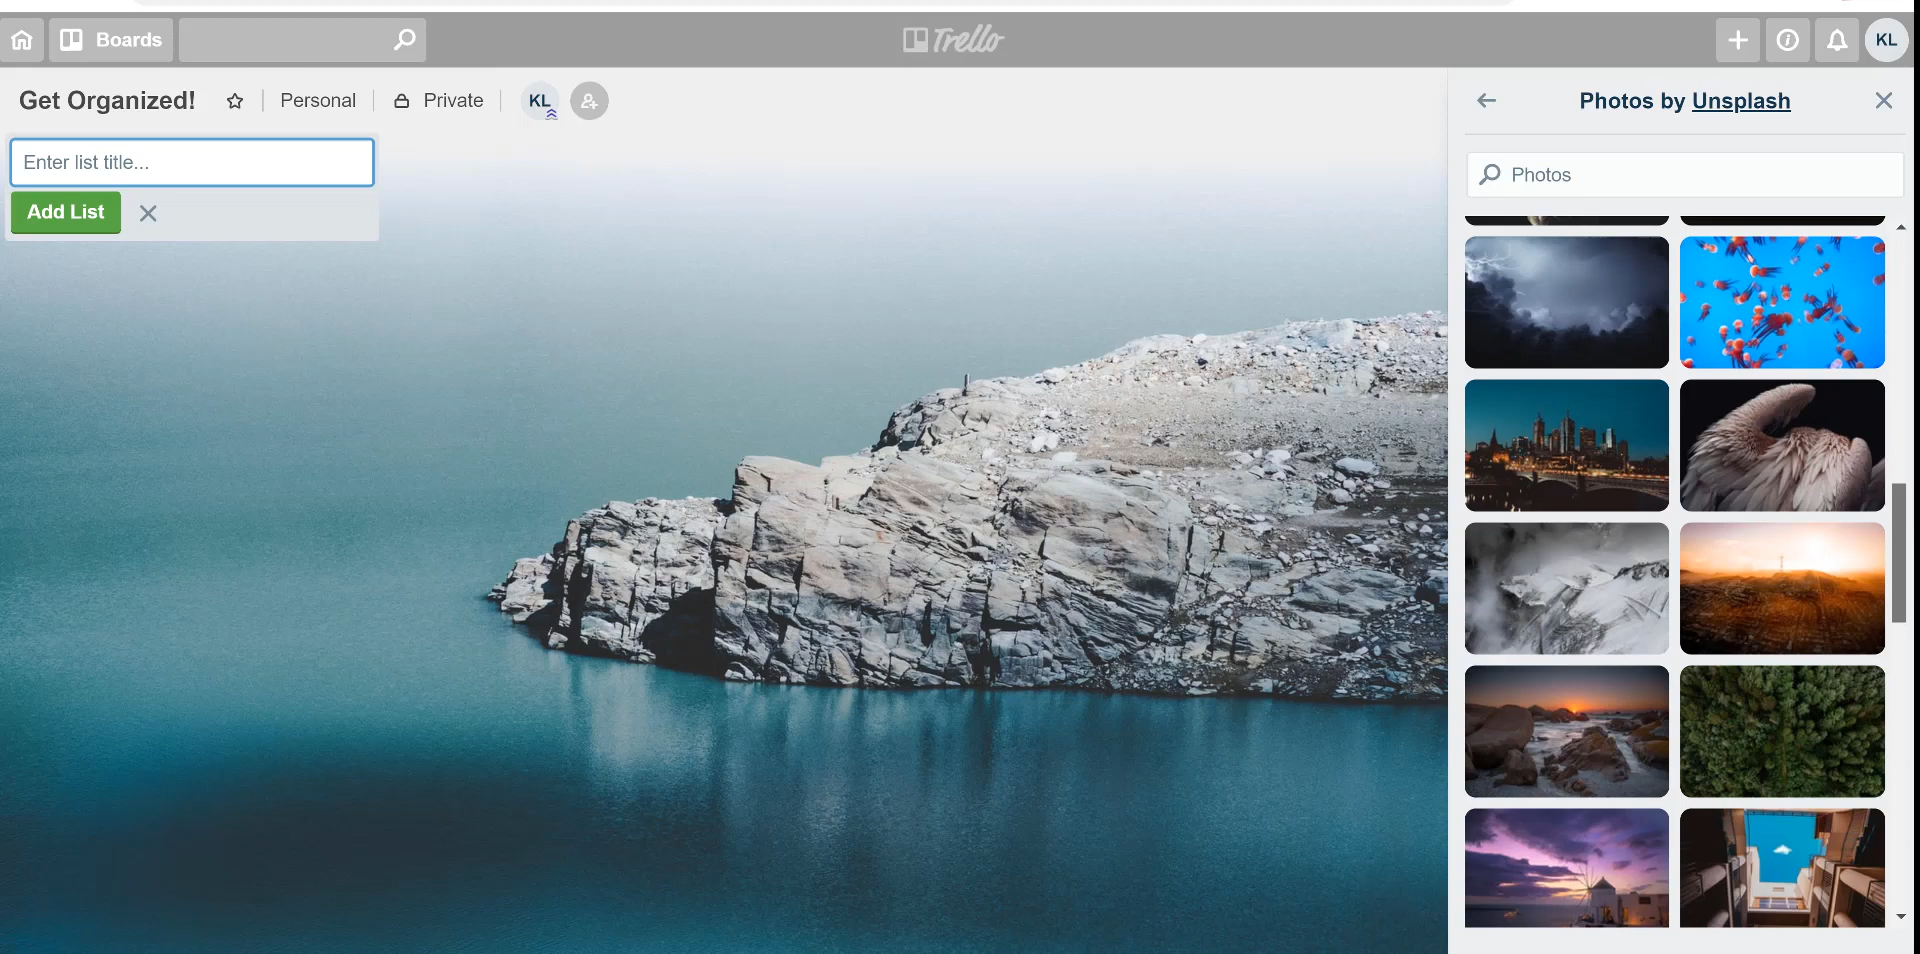 Boards
Trello
KL
Get Organized!
Personal
Private
KL
Enter list title...
Add List
Photos by Unsplash
Photos